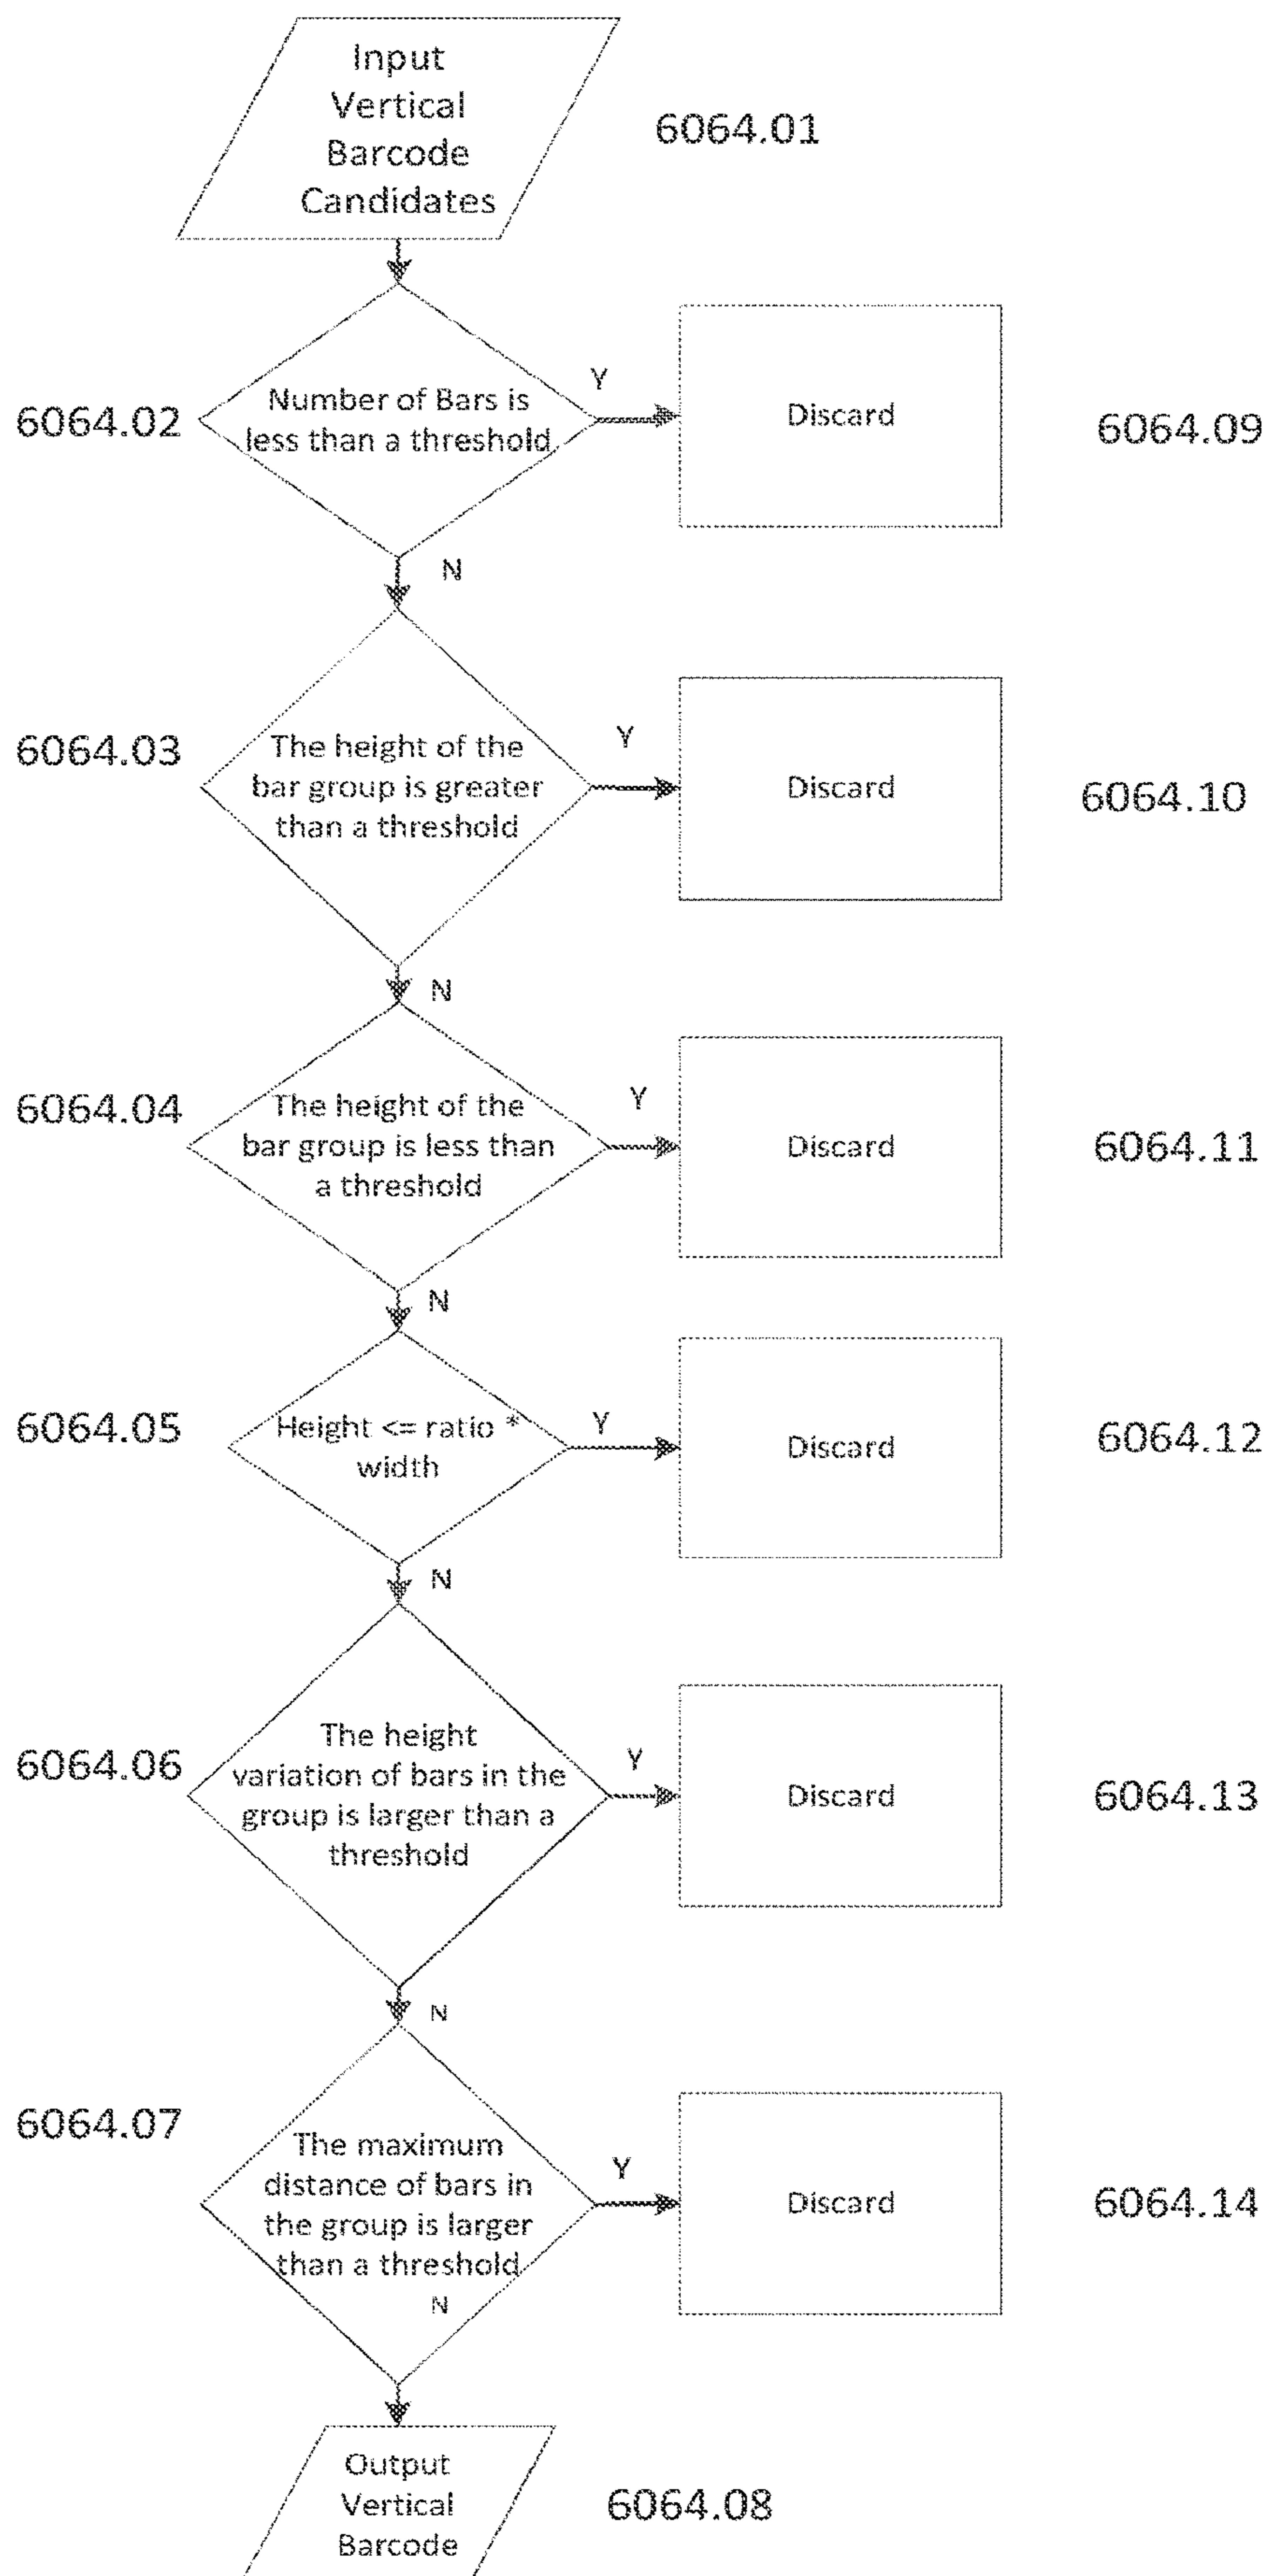 Input
Vertical
Barcode
Candidates
6064.01
6064.02
Number of Bars is
less than a threshold
Y
Discard
6064.09
N
6064.03
The height of the
bar group is greater
than a threshold
Y
Discard
6064.10
N
6064.04
The height of the
bar group is less than
a threshold
Y
Discard
6064.11
N
6064.05
Height <= ratio *
width
Y
Discard
6064.12
N
6064.06
The height
variation of bars in the
group is larger than a
threshold
Y
Discard
6064.13
N
6064.07
The maximum
distance of bars in
the group is larger
than a threshold
Y
Discard
6064.14
N
Output
Vertical
Barcode
6064.08